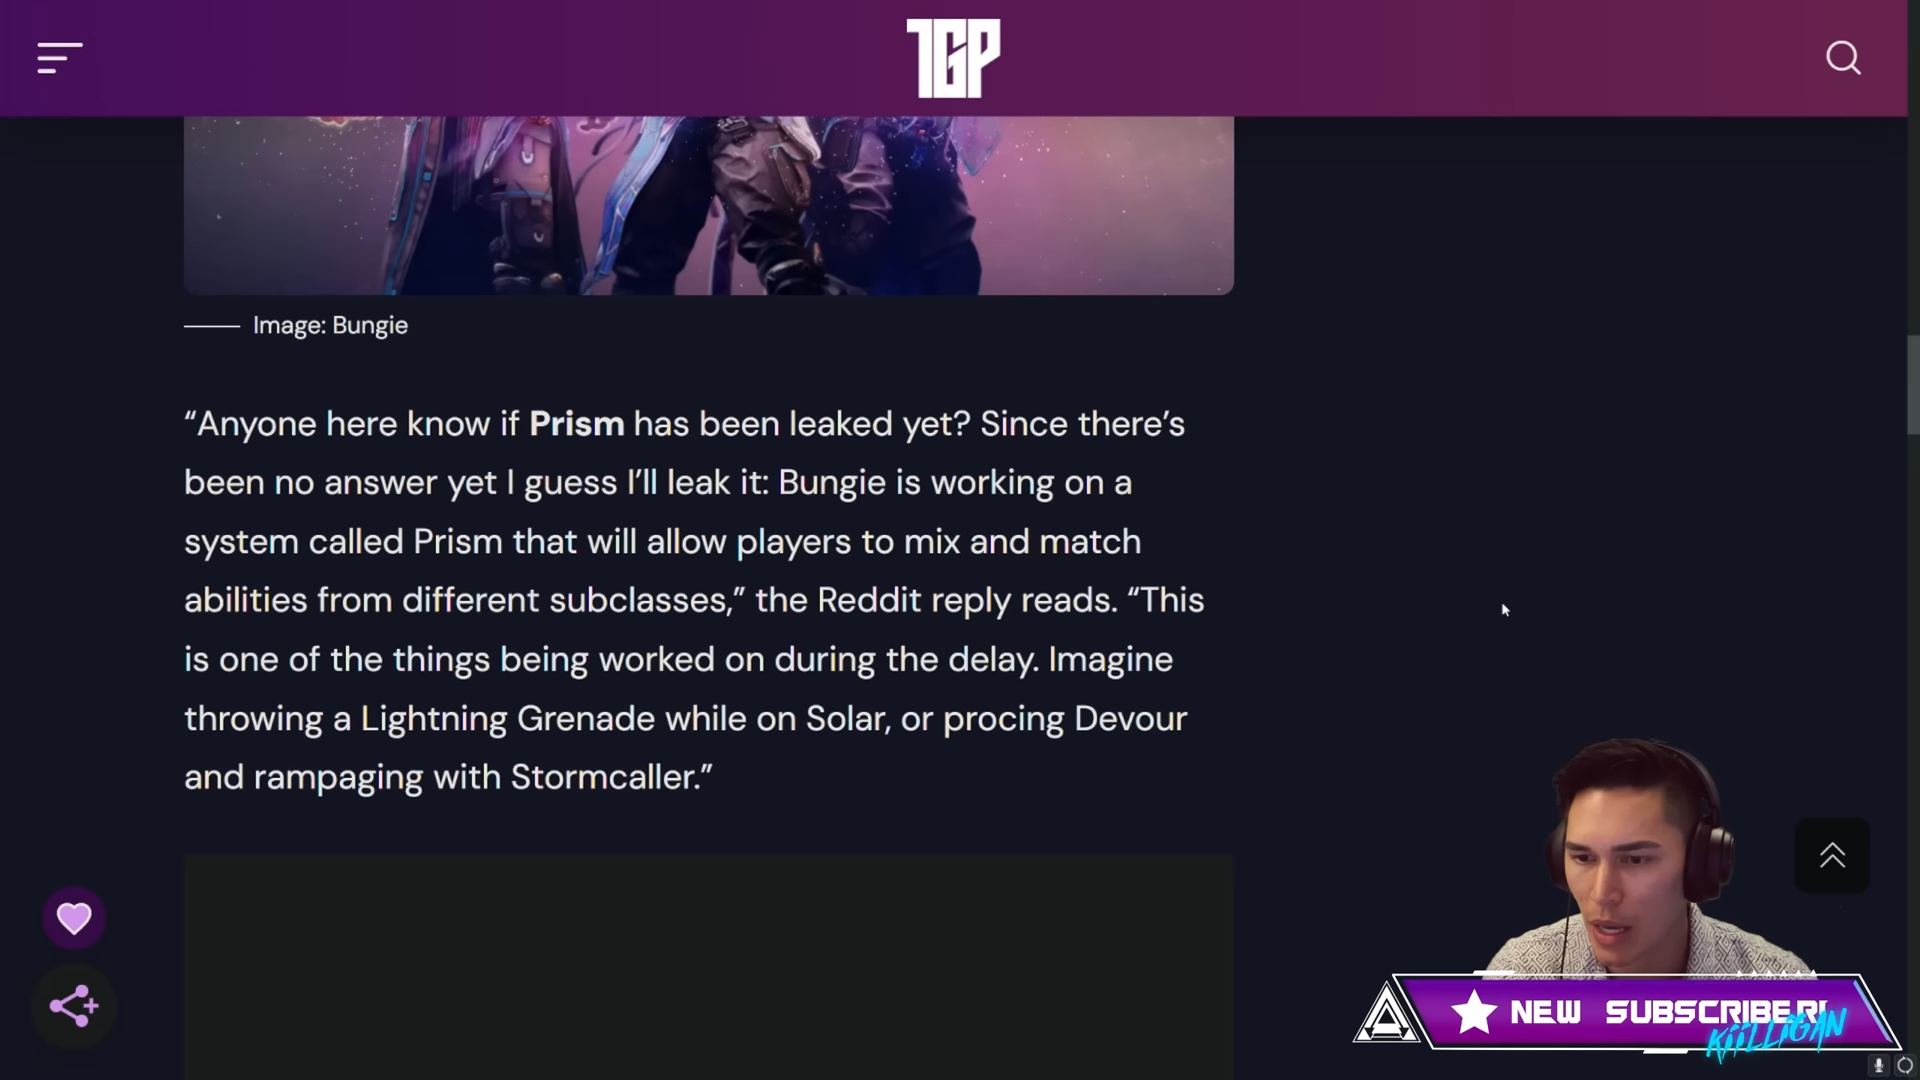 TGP
Image: Bungie
“Anyone here know if Prism has been leaked yet? Since there’s
been no answer yet I guess I’ll leak it: Bungie is working on a
system called Prism that will allow players to mix and match
abilities from different subclasses,” the Reddit reply reads. “This
is one of the things being worked on during the delay. Imagine
throwing a Lightning Grenade while on Solar, or procing Devour
and rampaging with Stormcaller.”
NEW SUBSCRIBER!
KIILLIGAN